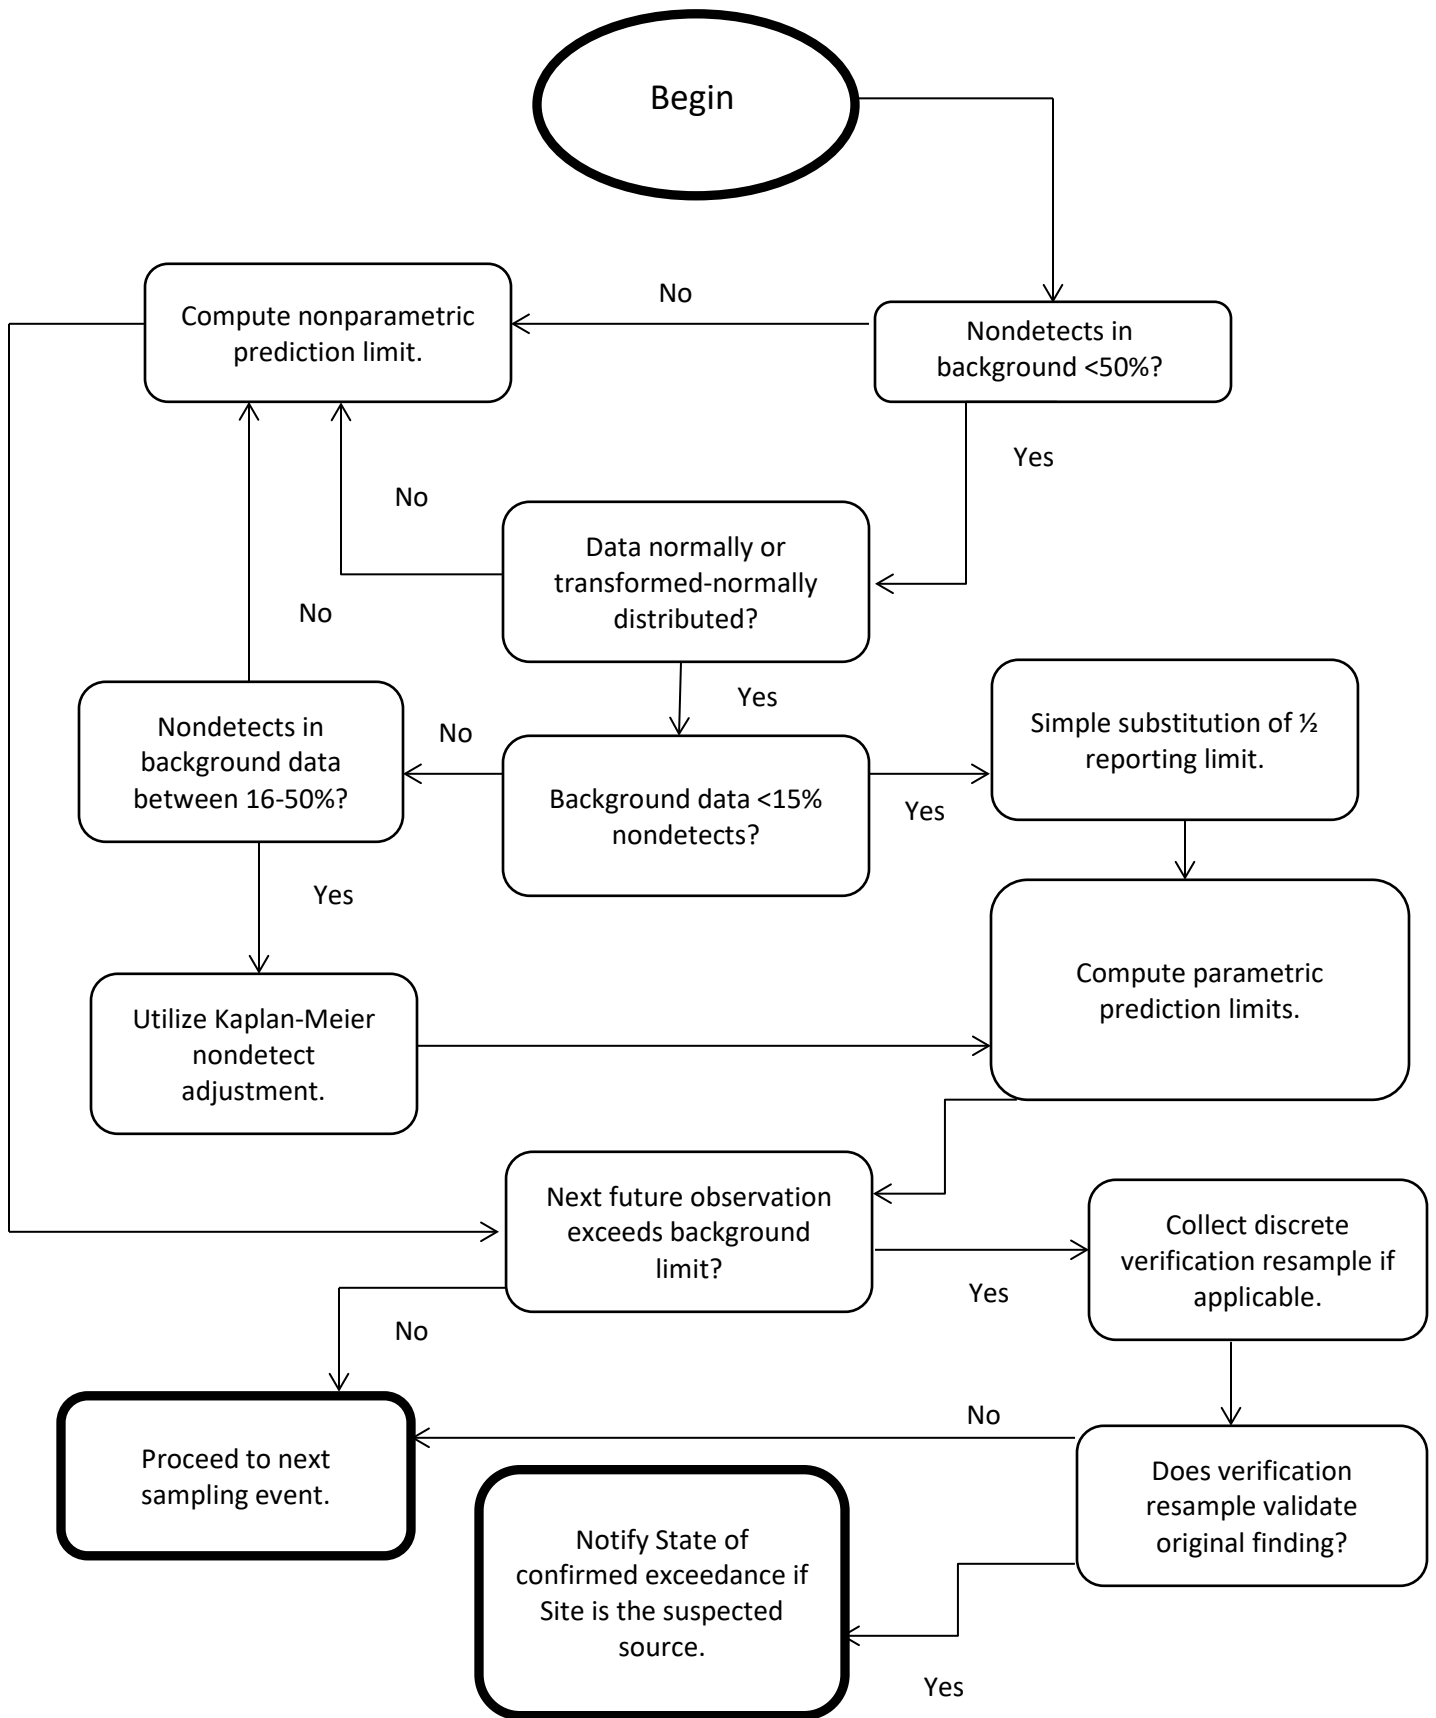 Begin
No
Compute nonparametric
prediction limit.
Nondetects in
background <50%?
Yes
No
Data normally or
transformed-normally
distributed?
No
Yes
Nondetects in
background data
between 16-50%?
No
Simple substitution of ½
reporting limit.
Background data <15%
nondetects?
Yes
Yes
Compute parametric
prediction limits.
Utilize Kaplan-Meier
nondetect
adjustment.
Next future observation
exceeds background
limit?
Collect discrete
verification resample if
applicable.
Yes
No
No
Proceed to next
sampling event.
Does verification
resample validate
original finding?
Notify State of
confirmed exceedance if
Site is the suspected
source.
Yes